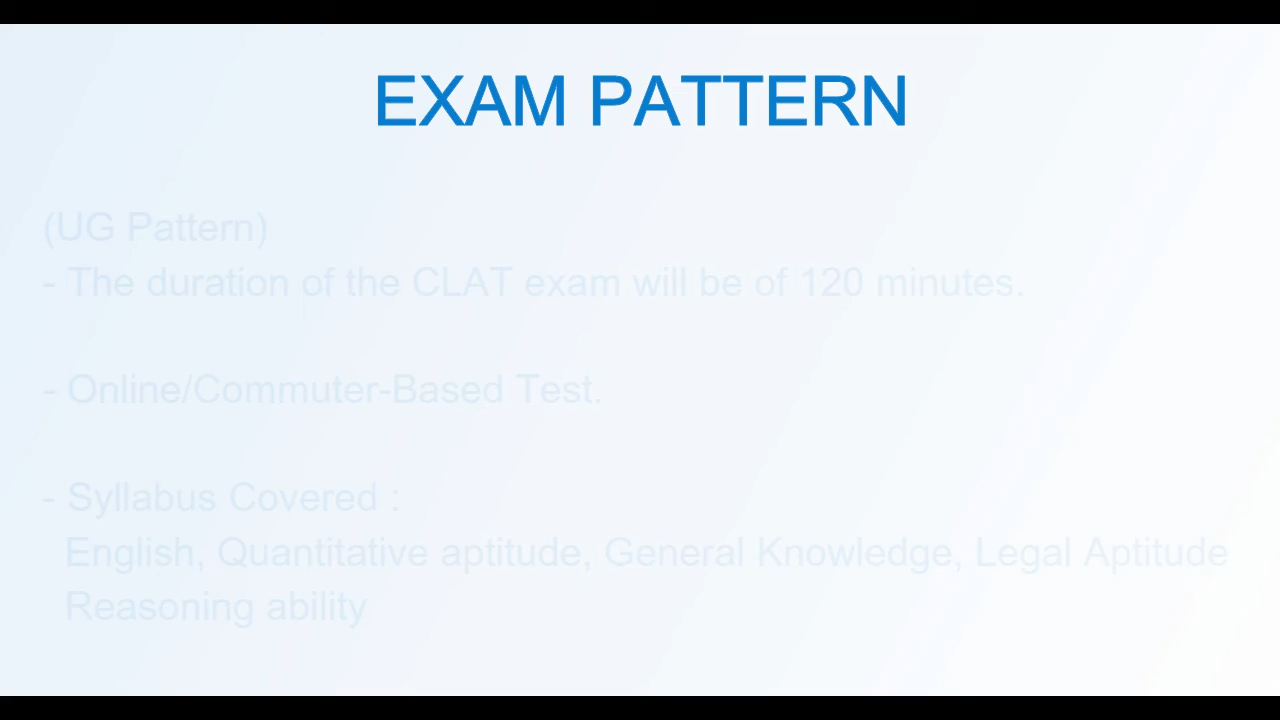 EXAM PATTERN
(UG Pattern)
- The duration of the CLAT exam will be of 120 minutes.
- Online/Commuter-Based Test.
- Syllabus Covered :
English, Quantitative aptitude, General Knowledge, Legal Aptitude
Reasoning ability